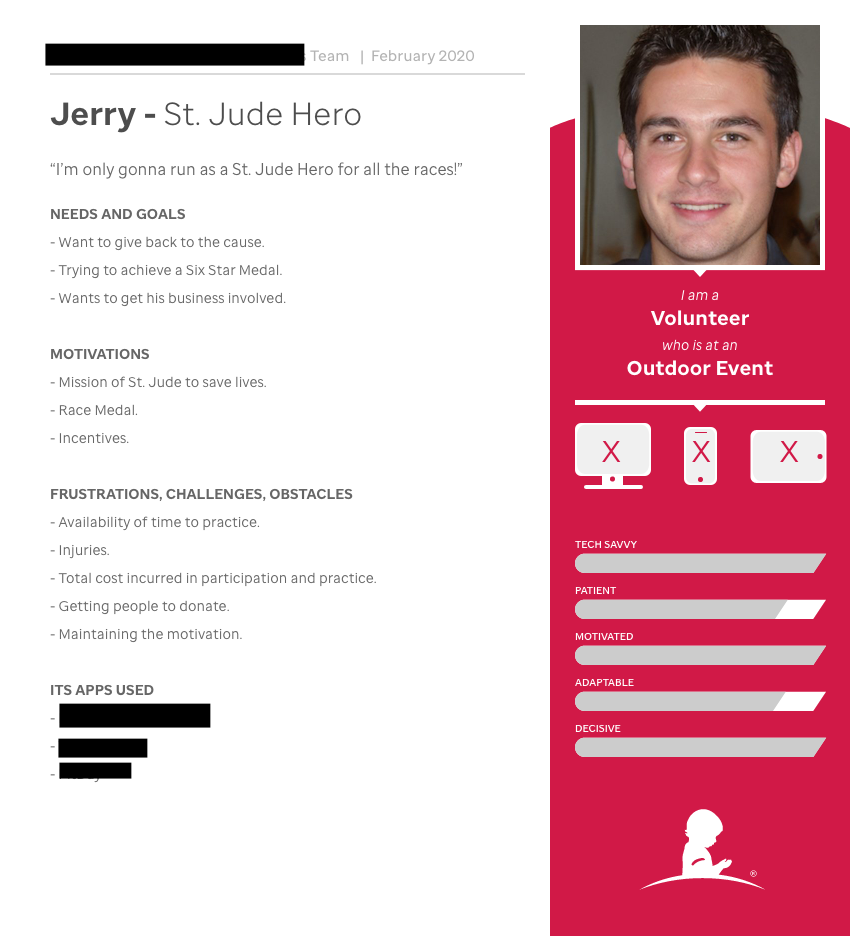 Team | February 2020
Jerry - St. Jude Hero
“I’m only gonna run as a St. Jude Hero for all the races!”
NEEDS AND GOALS
- Want to give back to the cause.
- Trying to achieve a Six Star Medal.
- Wants to get his business involved.
MOTIVATIONS
- Mission of St. Jude to save lives.
- Race Medal.
- Incentives.
FRUSTRATIONS, CHALLENGES, OBSTACLES
- Availability of time to practice.
- Injuries.
- Total cost incurred in participation and practice.
- Getting people to donate.
- Maintaining the motivation.
ITS APPS USED
-
-
-
I am a
Volunteer
who is at an
Outdoor Event
X X X
TECH SAVVY
PATIENT
MOTIVATED
ADAPTABLE
DECISIVE
®